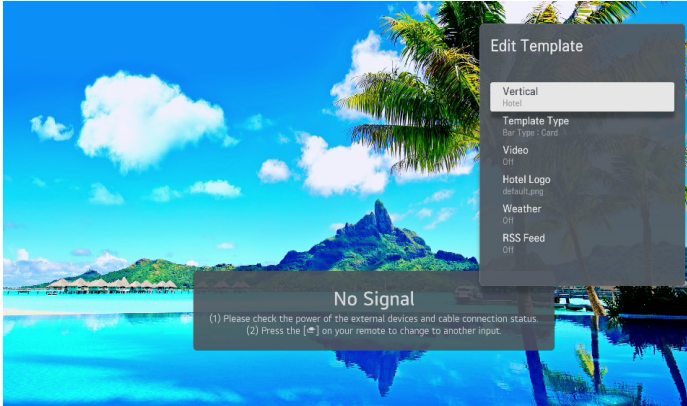 Edit Template
Vertical
Hotel
Template Type
Bar Type : Card
Video
Off
Hotel Logo
default.png
Weather
Off
RSS Feed
Off
No Signal
(1) Please check the power of the external devices and cable connection status.
(2) Press the [] on your remote to change to another input.